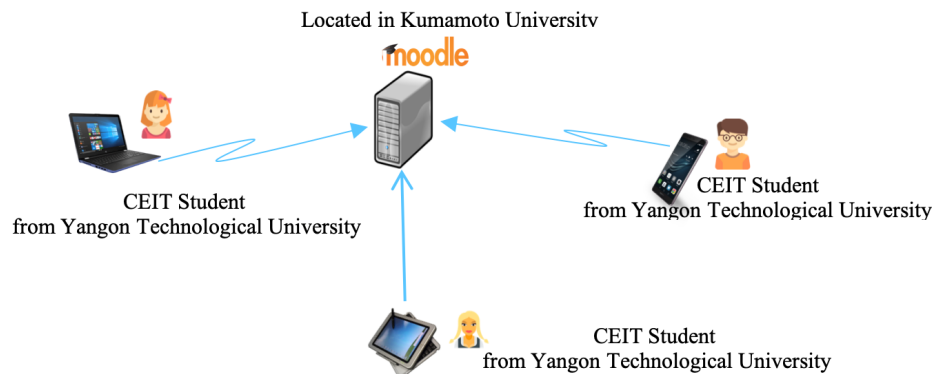 Located in Kumamoto University
moodle
CEIT Student
from Yangon Technological University
CEIT Student
from Yangon Technological University
CEIT Student
from Yangon Technological University